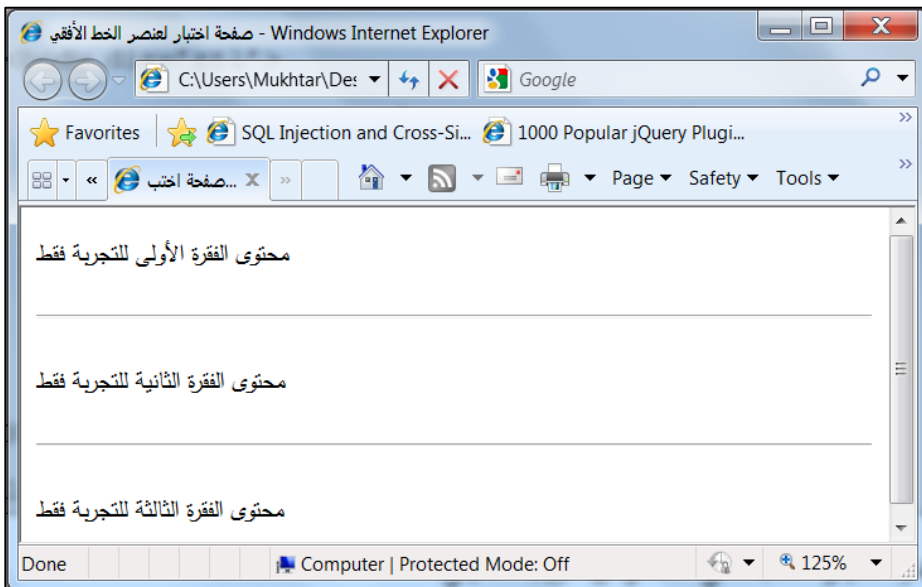 صفحة اختبار لعنصر الخط الأفقي - Windows Internet Explorer
C:\Users\Mukhtar\Des
Google
Favorites SQL Injection and Cross-Si... 1000 Popular jQuery Plugi...
صفحة اختب... Page Safety Tools
محتوى الفقرة الأولى للتجربة فقط
محتوى الفقرة الثانية للتجربة فقط
محتوى الفقرة الثالثة للتجربة فقط
Done Computer | Protected Mode: Off 125%